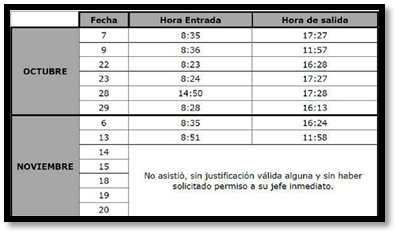 Fecha Hora Entrada Hora de salida
OCTUBRE
7 8:35 17:27
9 8:36 11:57
22 8:23 16:28
23 8:24 17:27
28 14:50 17:28
29 8:28 16:13
NOVIEMBRE
6 8:35 16:24
13 8:51 11:58
14
15
18
19
20
No asistió, sin justificación válida alguna y sin haber
solicitado permiso a su jefe inmediato.